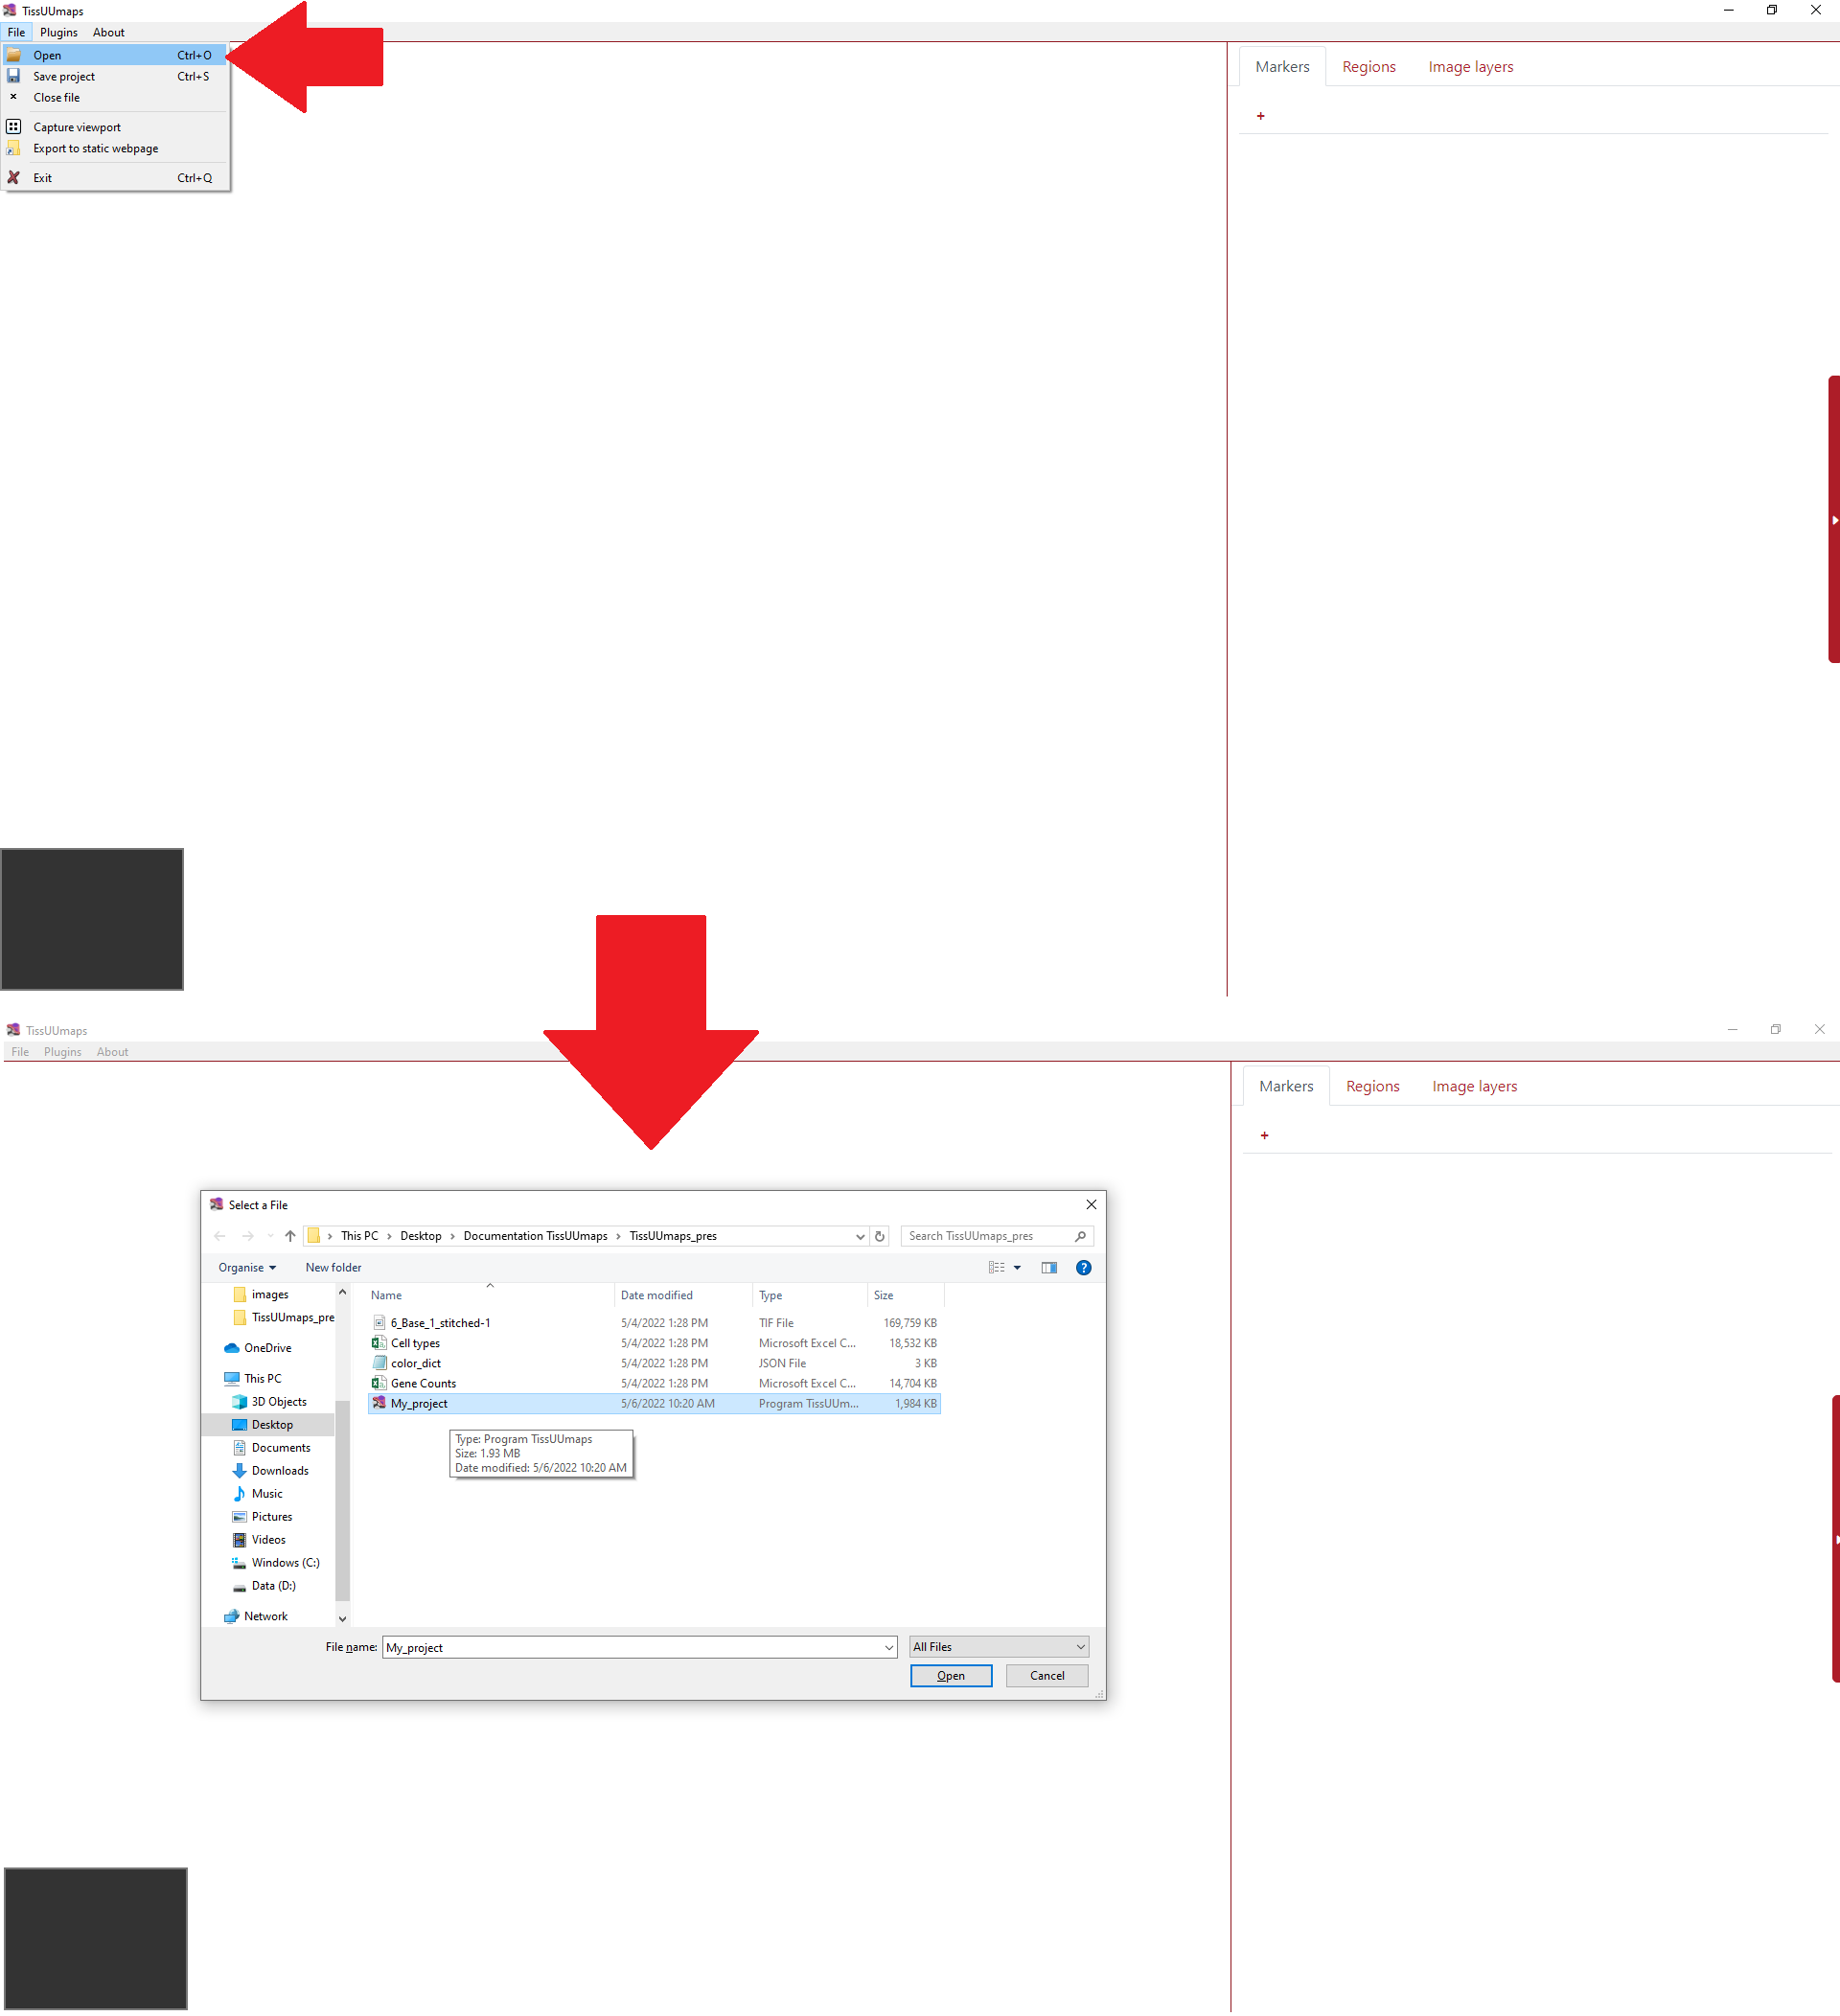 TissUUmaps
File Plugins About
Open Ctrl+O
Save project Ctrl+S
Close file
Capture viewport
Export to static webpage
Exit Ctrl+Q
Markers Regions Image layers
+
TissUUmaps
File Plugins About
Markers Regions Image layers
+
Select a File
This PC > Desktop > Documentation TissUUmaps > TissUUmaps_pres
Search TissUUmaps_pres
Organise New folder
?
images
TissUUmaps_pre
OneDrive
This PC
3D Objects
Desktop
Documents
Downloads
Music
Pictures
Videos
Windows (C:)
Data (D:)
Network
Name Date modified Type Size
6_Base_1_stitched-1 5/4/2022 1:28 PM TIF File 169,759 KB
Cell types 5/4/2022 1:28 PM Microsoft Excel C... 18,532 KB
color_dict 5/4/2022 1:28 PM JSON File 3 KB
Gene Counts 5/4/2022 1:28 PM Microsoft Excel C... 14,704 KB
My_project 5/6/2022 10:20 AM Program TissUUm... 1,984 KB
Type: Program TissUUmaps
Size: 1.93 MB
Date modified: 5/6/2022 10:20 AM
File name: My_project All Files
Open Cancel